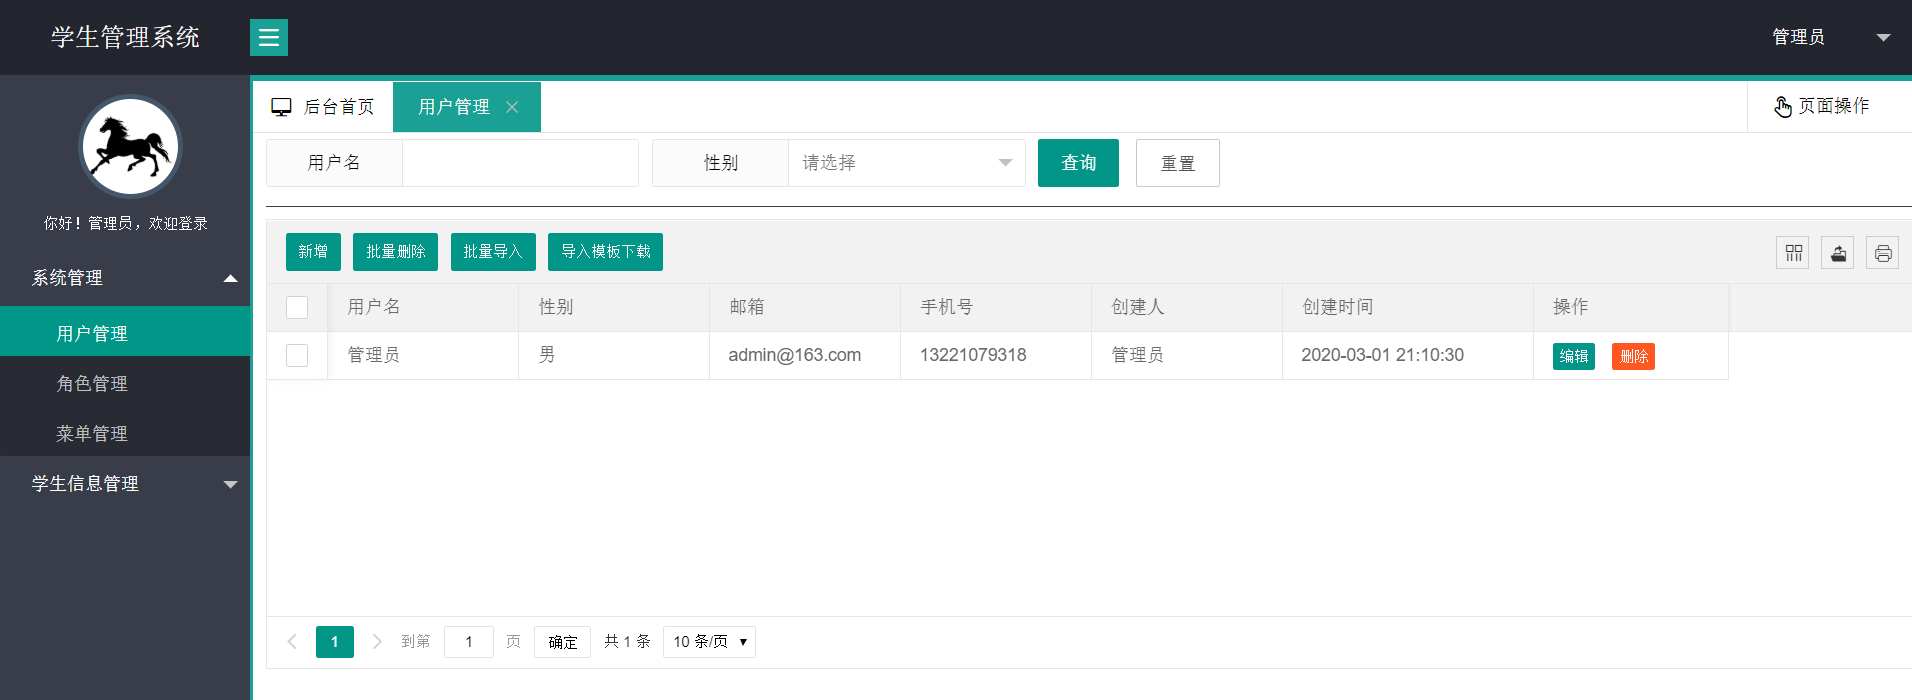 学生管理系统
管理员
后台首页 用户管理
页面操作
你好！管理员，欢迎登录
系统管理
用户管理
角色管理
菜单管理
学生信息管理
用户名 性别 请选择 查询 重置
新增 批量删除 批量导入 导入模板下载
用户名 性别 邮箱 手机号 创建人 创建时间 操作
管理员 男 admin@163.com 13221079318 管理员 2020-03-01 21:10:30 编辑 删除
1 到第 1 页 确定 共 1 条 10 条/页